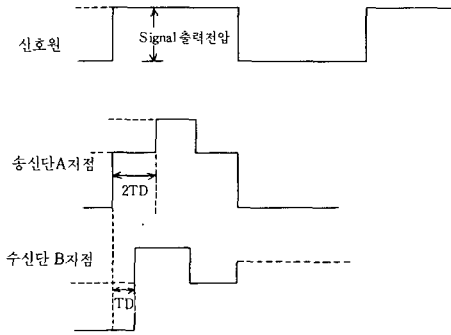 Signal 출력전압
신호원
송신단A지점
2TD
수신단 B지점
TD